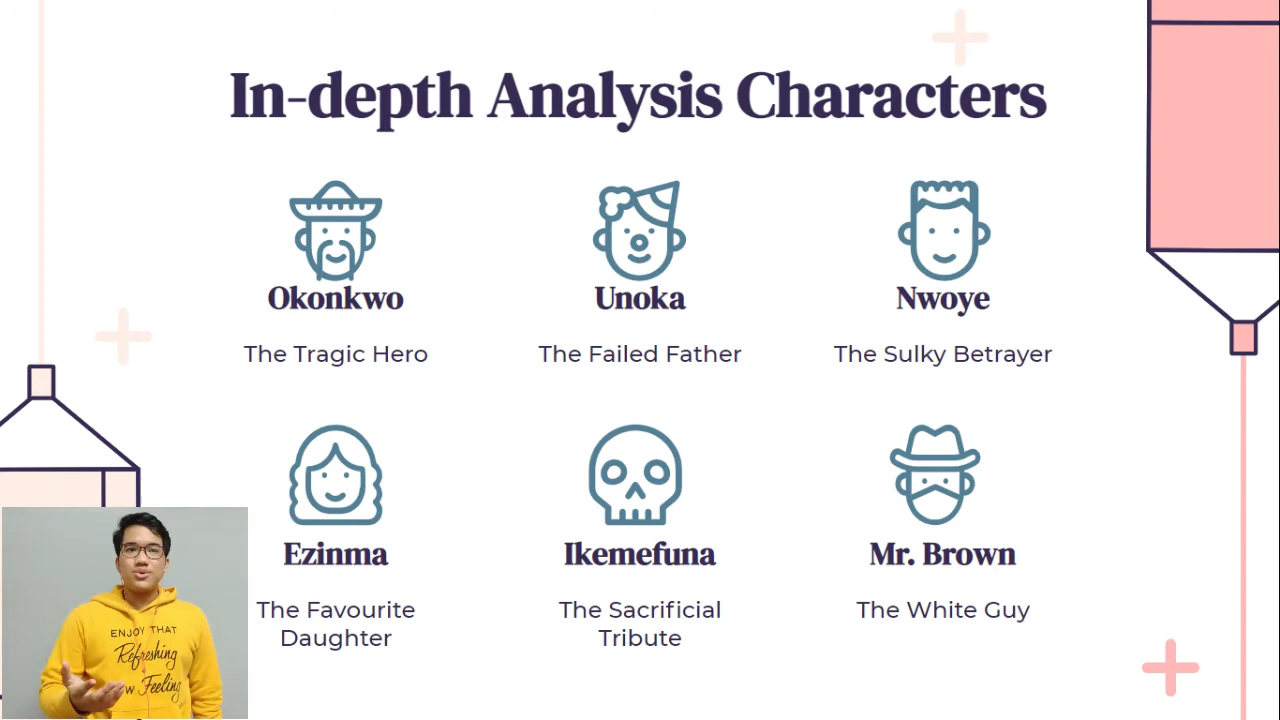 In-depth Analysis Characters
Okonkwo
Unoka
Nwoye
The Tragic Hero
The Failed Father
The Sulky Betrayer
Ezinma
Ikemefuna
Mr. Brown
The Favourite
Daughter
The Sacrificial
Tribute
The White Guy
ENJOY THAT
Refreshing
Feeling